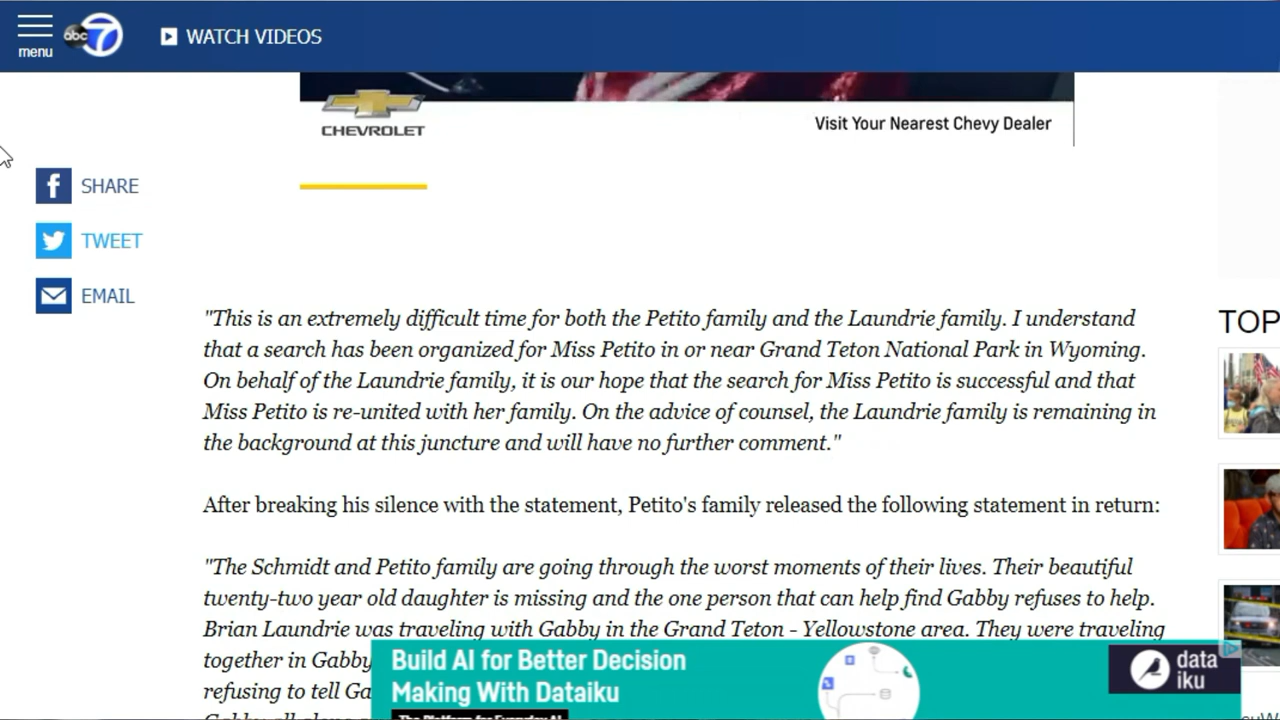 menu
abc 7
WATCH VIDEOS
CHEVROLET
Visit Your Nearest Chevy Dealer
SHARE
TWEET
EMAIL
"This is an extremely difficult time for both the Petito family and the Laundrie family. I understand
that a search has been organized for Miss Petito in or near Grand Teton National Park in Wyoming.
On behalf of the Laundrie family, it is our hope that the search for Miss Petito is successful and that
Miss Petito is re-united with her family. On the advice of counsel, the Laundrie family is remaining in
the background at this juncture and will have no further comment."
After breaking his silence with the statement, Petito's family released the following statement in return:
"The Schmidt and Petito family are going through the worst moments of their lives. Their beautiful
twenty-two year old daughter is missing and the one person that can help find Gabby refuses to help.
Brian Laundrie was traveling with Gabby in the Grand Teton - Yellowstone area. They were traveling
together in Gabby
refusing to tell Ga
TOP
Build AI for Better Decision
Making With Dataiku
The Platform for Everyday AI
data
iku